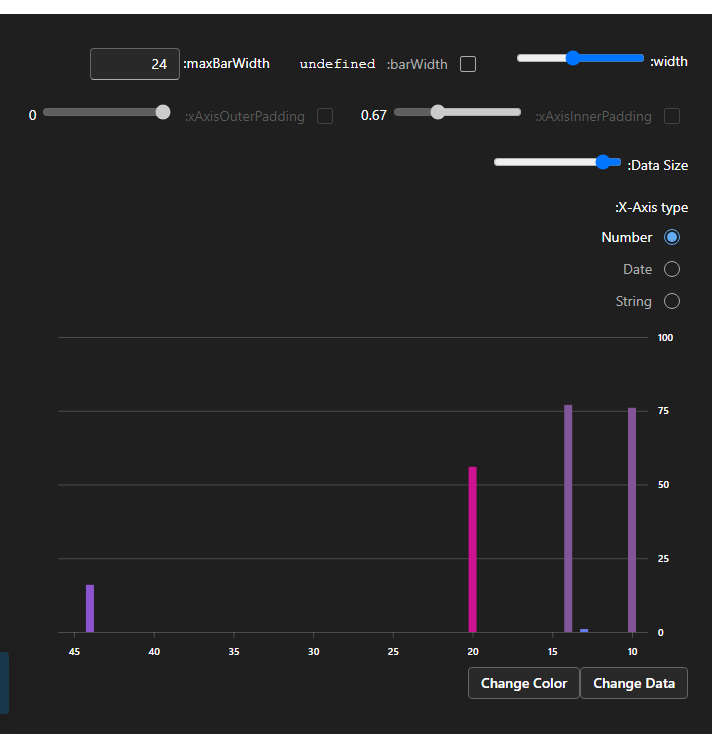 :width
:barWidth undefined
:maxBarWidth 24
:xAxisInnerPadding 0.67
:xAxisOuterPadding 0
:Data Size
:X-Axis type
Number
Date
String
100
75
50
25
0
45 40 35 30 25 20 15 10
Change Color Change Data